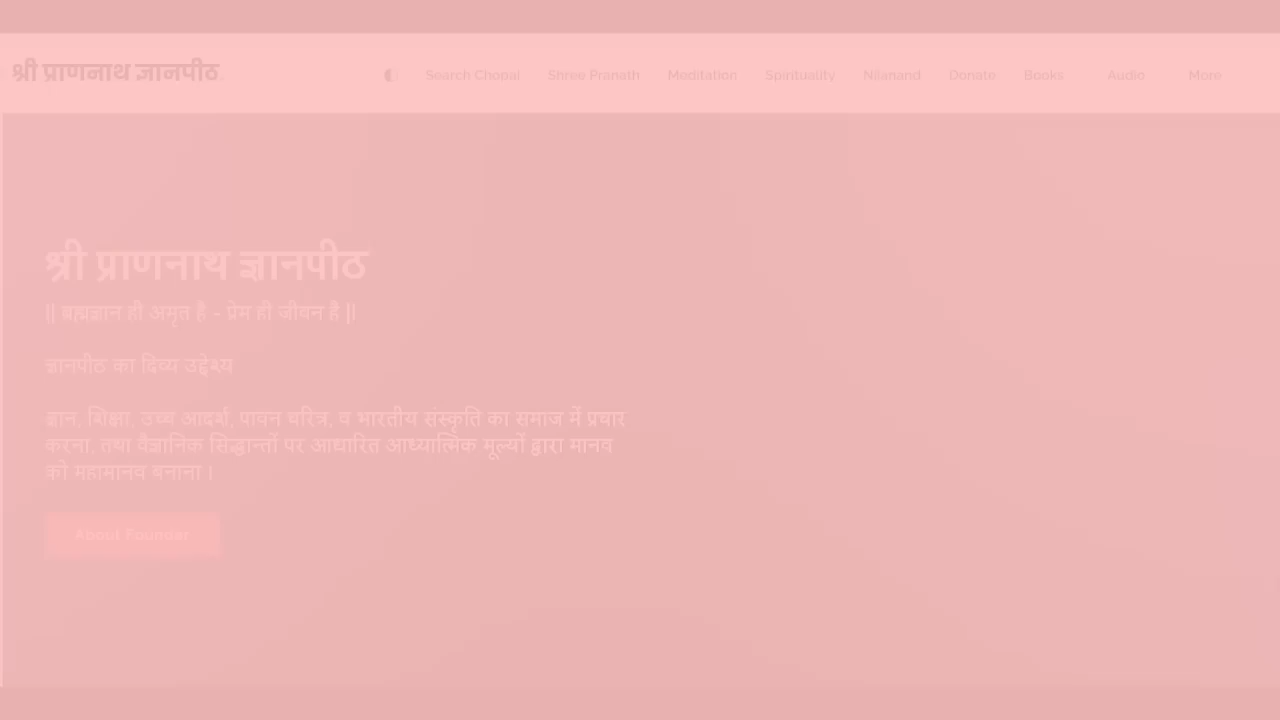 श्री प्राणनाथ ज्ञानपीठ
Search Chopai Shree Pranath Meditation Spirituality Nijanand Donate Books Audio More
श्री प्राणनाथ ज्ञानपीठ
|| ब्रह्मज्ञान ही अमृत है - प्रेम ही जीवन है ||
ज्ञानपीठ का दिव्य उद्देश्य
ज्ञान, शिक्षा, उच्च आदर्श, पावन चरित्र, व भारतीय संस्कृति का समाज में प्रचार
करना, तथा वैज्ञानिक सिद्धान्तों पर आधारित आध्यात्मिक मूल्यों द्वारा मानव
को महामानव बनाना ।
About Founder